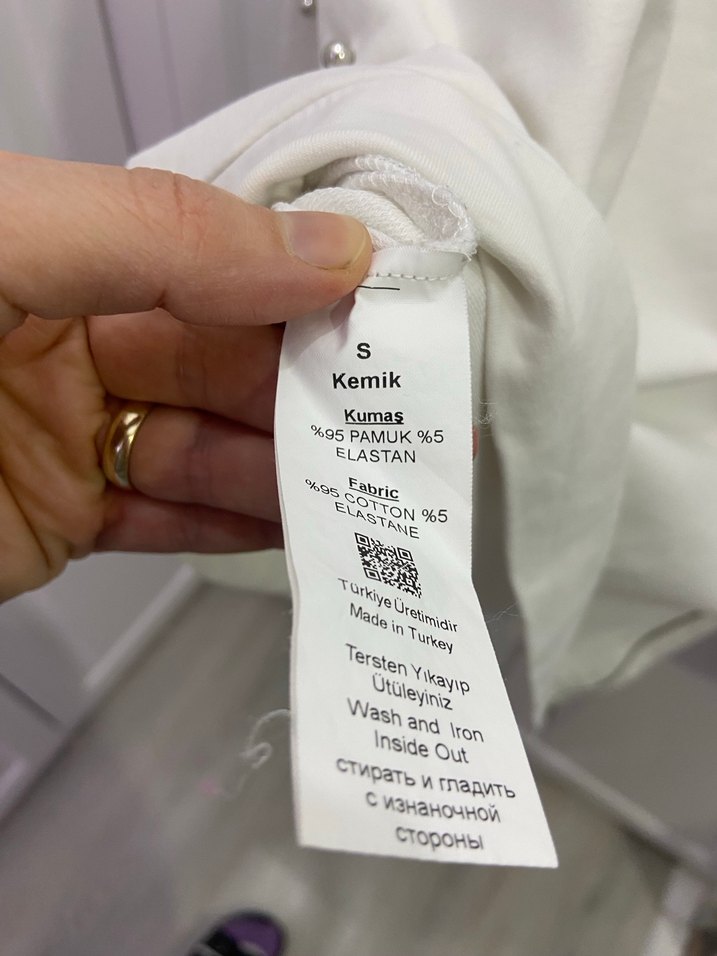 S
Kemik
Kumaş
%95 PAMUK %5
ELASTAN
Fabric
%95 COTTON %5
ELASTANE
Türkiye Üretimidir
Made in Turkey
Tersten Yıkayıp
Ütüleyiniz
Wash and Iron
Inside Out
стирать и гладить
с изнаночной
стороны